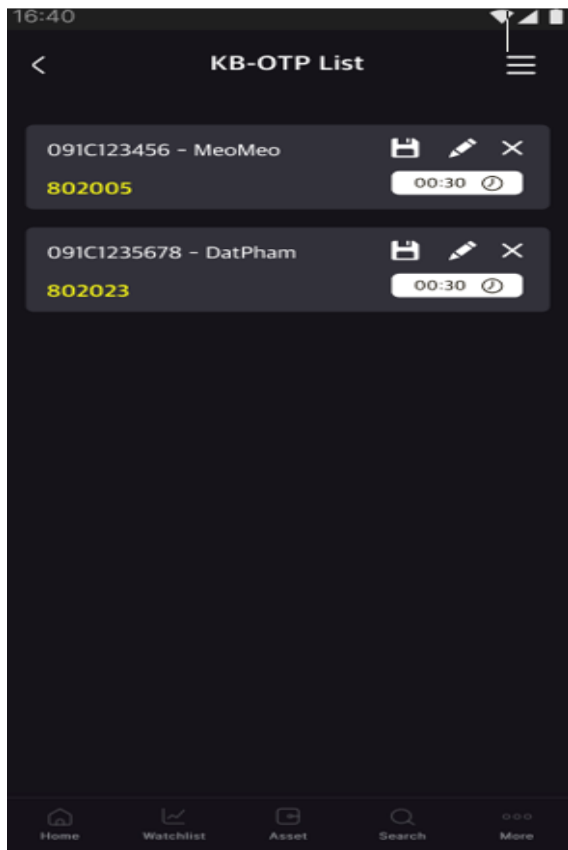 16:40
KB-OTP List
091C123456 - MeoMeo
802005
00:30
091C1235678 - DatPham
802023
00:30
Home Watchlist Asset Search More